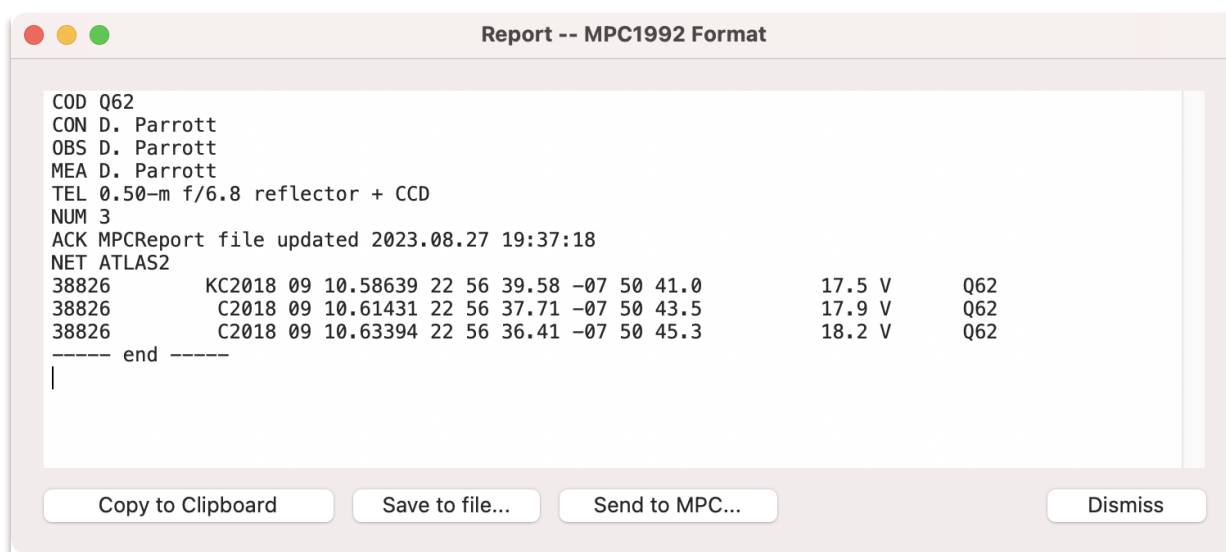 Report -- MPC1992 Format
COD Q62
CON D. Parrott
OBS D. Parrott
MEA D. Parrott
TEL 0.50-m f/6.8 reflector + CCD
NUM 3
ACK MPCReport file updated 2023.08.27 19:37:18
NET ATLAS2
38826        KC2018 09 10.58639 22 56 39.58 -07 50 41.0          17.5 V      Q62
38826         C2018 09 10.61431 22 56 37.71 -07 50 43.5          17.9 V      Q62
38826         C2018 09 10.63394 22 56 36.41 -07 50 45.3          18.2 V      Q62
----- end -----
Copy to Clipboard Save to file... Send to MPC... Dismiss